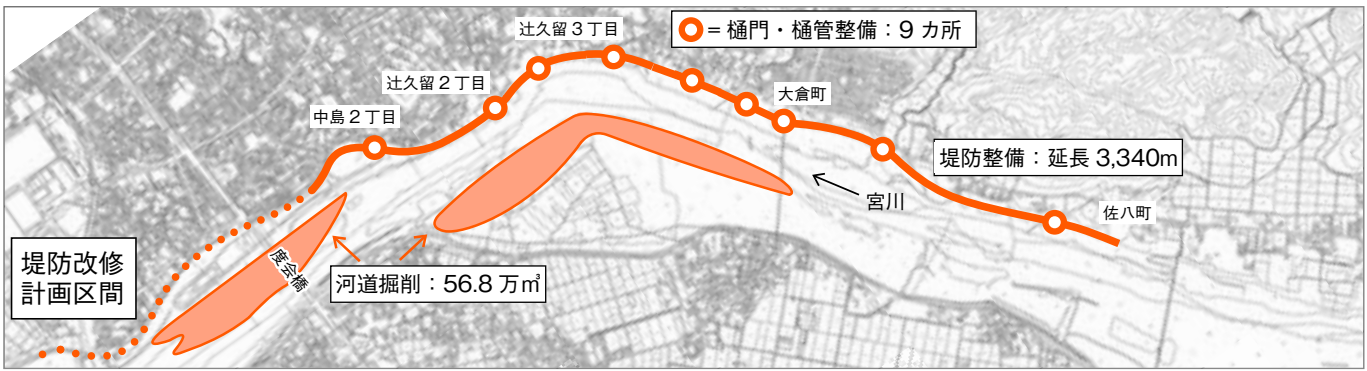 = 樋門・樋管整備：9 カ所
辻久留３丁目
辻久留２丁目
中島２丁目
大倉町
堤防整備：延長 3,340m
宮川
佐八町
堤防改修
計画区間
度会橋
河道掘削：56.8 万㎥